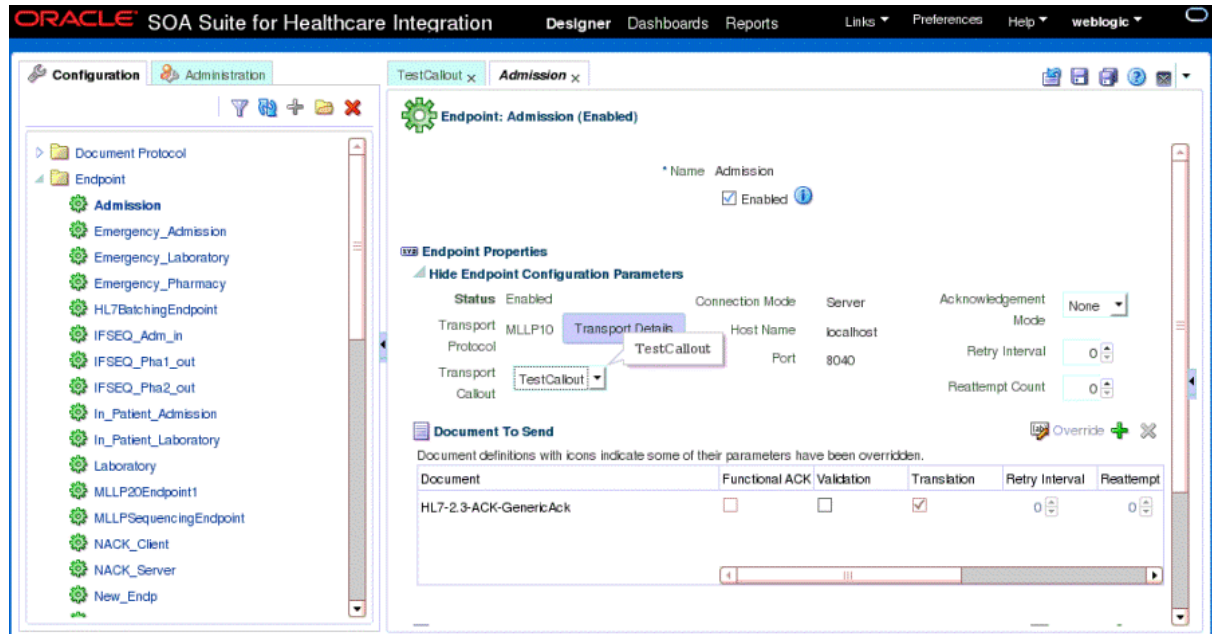 ORACLE SOA Suite for Healthcare Integration Designer Dashboards Reports Links Preferences Help weblogic
Configuration Administration
TestCallout x Admission x
Endpoint: Admission (Enabled)
Document Protocol
Endpoint
Admission
Emergency_Admission
Emergency_Laboratory
Emergency_Pharmacy
HL7BatchingEndpoint
IFSEQ_Adm_in
IFSEQ_Pha1_out
IFSEQ_Pha2_out
In_Patient_Admission
In_Patient_Laboratory
Laboratory
MLLP20Endpoint1
MLLPSequencingEndpoint
NACK_Client
NACK_Server
New_Endp
* Name Admission
Enabled
Endpoint Properties
Hide Endpoint Configuration Parameters
Status Enabled
Transport Protocol MLLP10 Transport Details
TestCallout
Transport Callout TestCallout
Connection Mode Server
Host Name localhost
Port 8040
Acknowledgement Mode None
Retry Interval 0
Reattempt Count 0
Document To Send
Override
Document definitions with icons indicate some of their parameters have been overridden.
Document Functional ACK Validation Translation Retry Interval Reattempt
HL7-2.3-ACK-GenericAck 0 0